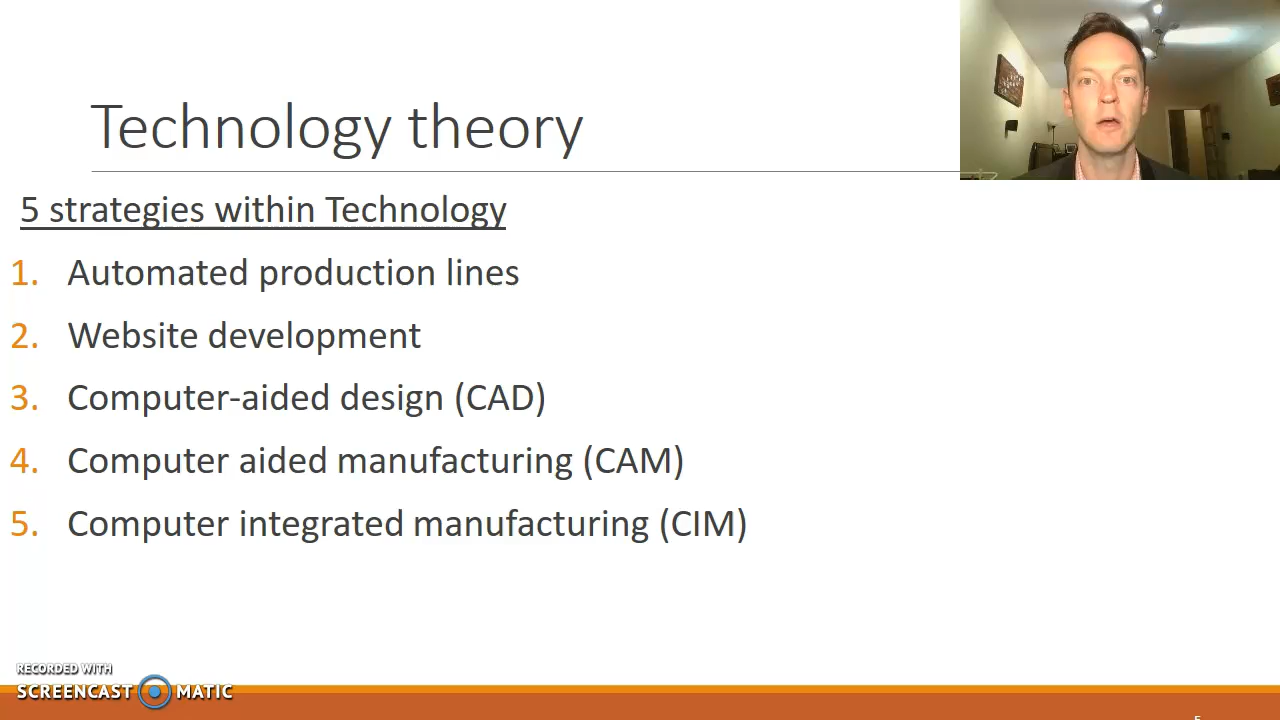 Technology theory
5 strategies within Technology
1. Automated production lines
2. Website development
3. Computer-aided design (CAD)
4. Computer aided manufacturing (CAM)
5. Computer integrated manufacturing (CIM)
RECORDED WITH
SCREENCAST MATIC
5